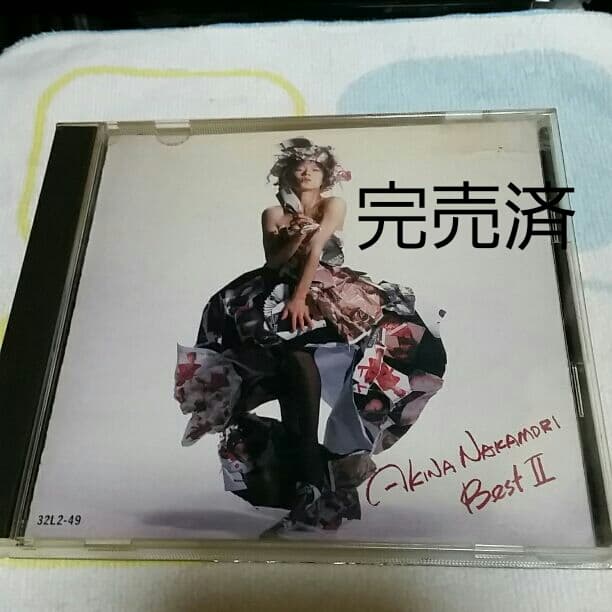 完売済
AKINA NAKAMORI
Best II
32L2-49